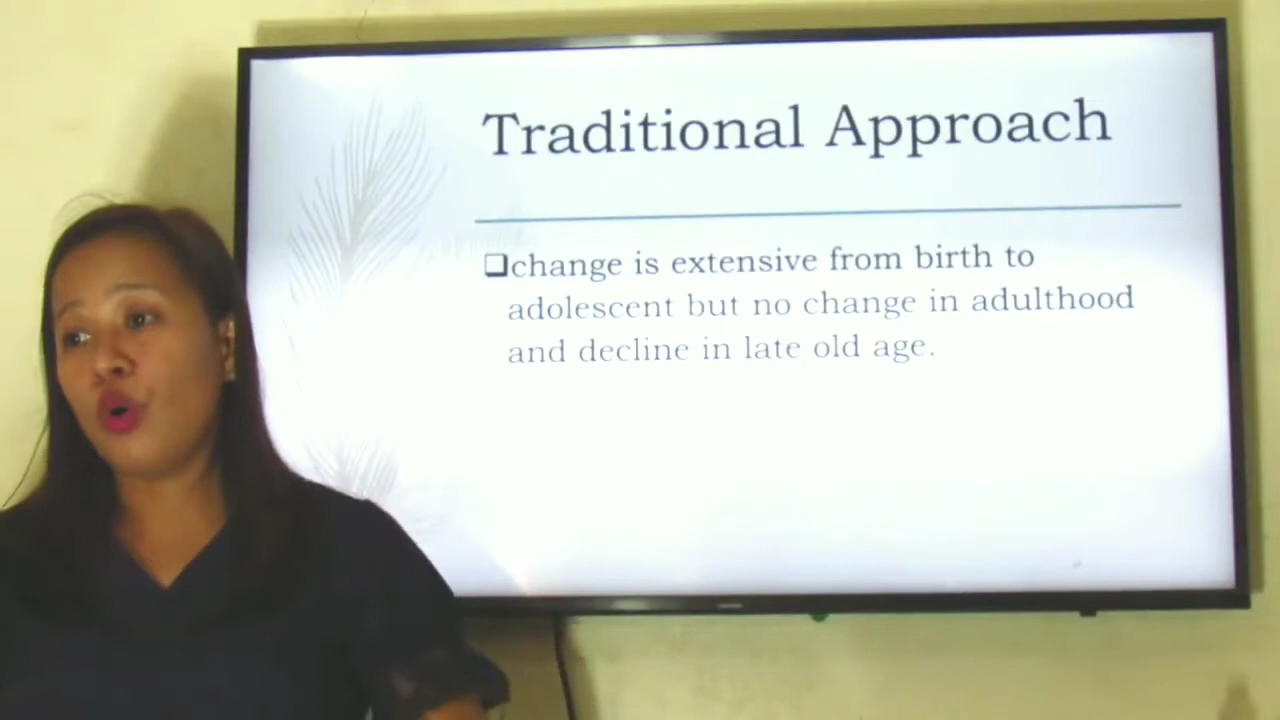 Traditional Approach
❑change is extensive from birth to
adolescent but no change in adulthood
and decline in late old age.